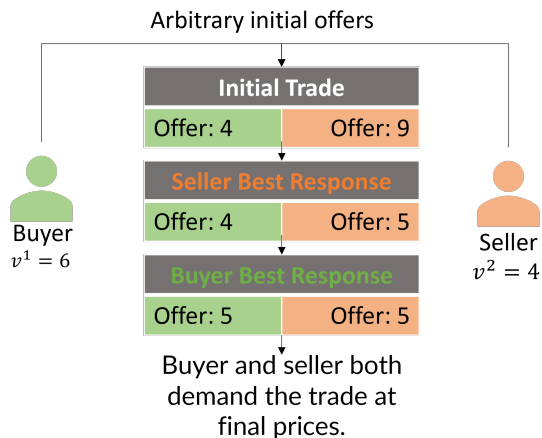 Arbitrary initial offers
Initial Trade
Offer: 4 Offer: 9
Seller Best Response
Offer: 4 Offer: 5
Buyer
v¹ = 6
Seller
v² = 4
Buyer Best Response
Offer: 5 Offer: 5
Buyer and seller both
demand the trade at
final prices.